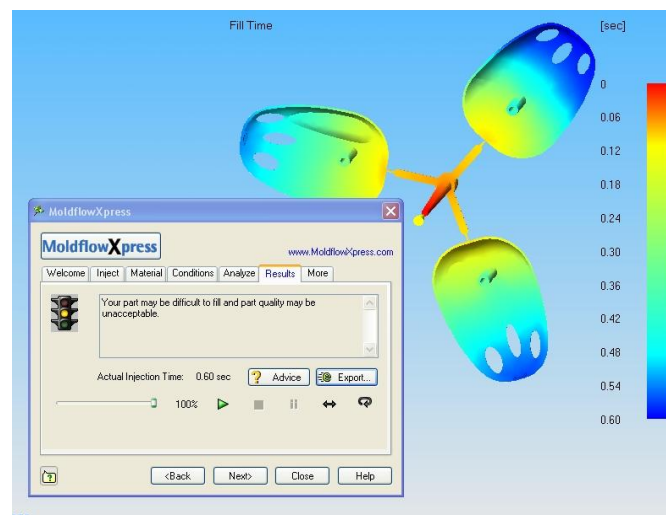 Fill Time
[sec]
0
0.06
0.12
0.18
0.24
0.30
0.36
0.42
0.48
0.54
0.60
MoldflowXpress
MoldflowXpress
www.MoldflowXpress.com
Welcome Inject Material Conditions Analyze Results More
Your part may be difficult to fill and part quality may be
unacceptable.
Actual Injection Time: 0.60 sec ? Advice Export...
100%
? <Back Next> Close Help